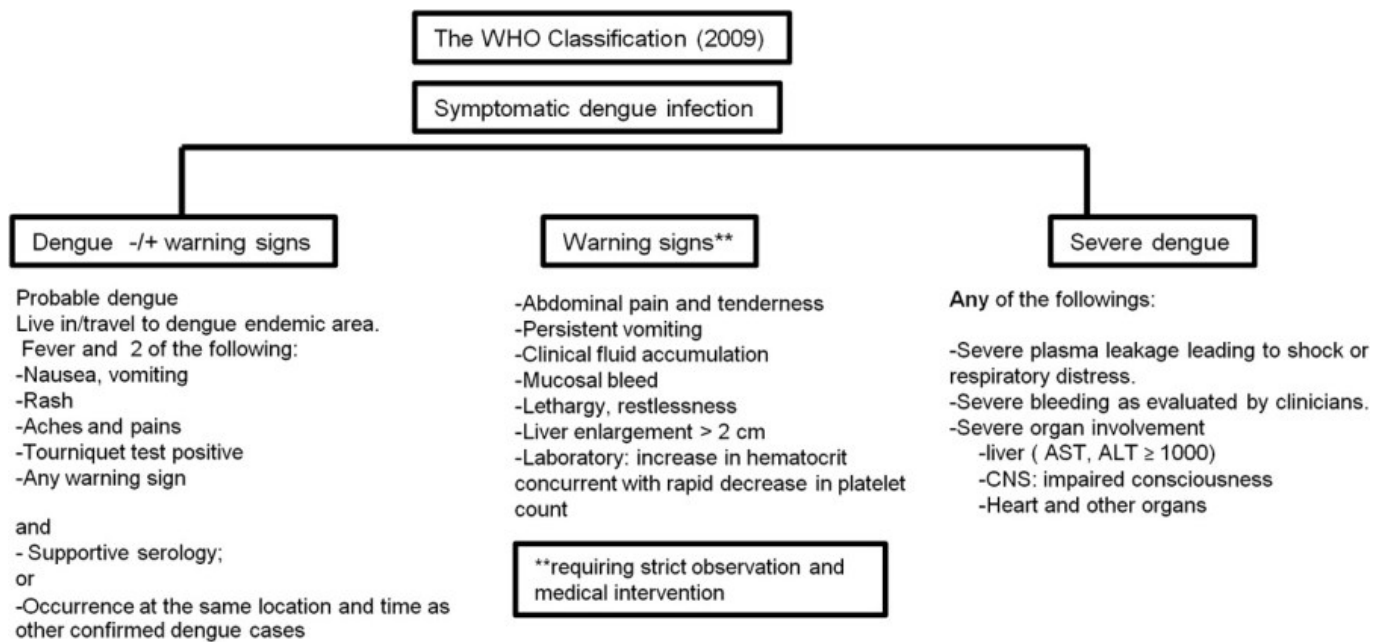 The WHO Classification (2009)
Symptomatic dengue infection
Dengue -/+ warning signs
Probable dengue
Live in/travel to dengue endemic area.
Fever and 2 of the following:
-Nausea, vomiting
-Rash
-Aches and pains
-Tourniquet test positive
-Any warning sign
and
- Supportive serology;
or
-Occurrence at the same location and time as
other confirmed dengue cases
Warning signs**
-Abdominal pain and tenderness
-Persistent vomiting
-Clinical fluid accumulation
-Mucosal bleed
-Lethargy, restlessness
-Liver enlargement > 2 cm
-Laboratory: increase in hematocrit
concurrent with rapid decrease in platelet
count
**requiring strict observation and
medical intervention
Severe dengue
Any of the followings:
-Severe plasma leakage leading to shock or
respiratory distress.
-Severe bleeding as evaluated by clinicians.
-Severe organ involvement
-liver ( AST, ALT ≥ 1000)
-CNS: impaired consciousness
-Heart and other organs